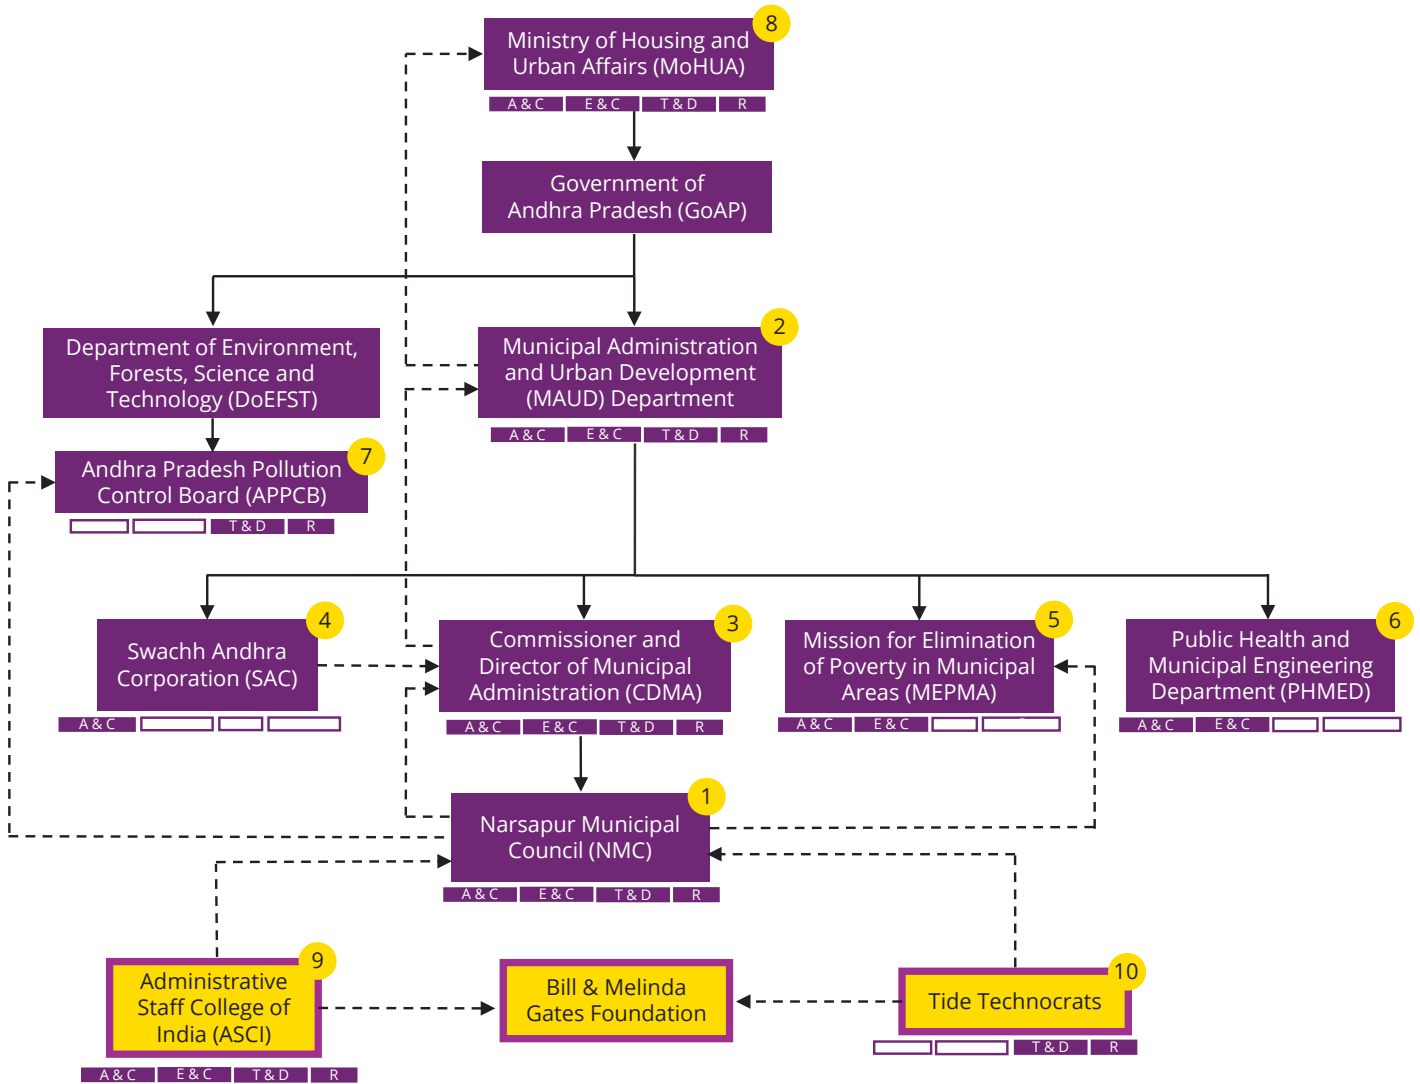 8
Ministry of Housing and
Urban Affairs (MoHUA)
A & C E & C T & D R
Government of
Andhra Pradesh (GoAP)
Department of Environment,
Forests, Science and
Technology (DoEFST)
2
Municipal Administration
and Urban Development
(MAUD) Department
A & C E & C T & D R
7
Andhra Pradesh Pollution
Control Board (APPCB)
T & D R
4
Swachh Andhra
Corporation (SAC)
A & C
3
Commissioner and
Director of Municipal
Administration (CDMA)
A & C E & C T & D R
5
Mission for Elimination
of Poverty in Municipal
Areas (MEPMA)
A & C E & C
6
Public Health and
Municipal Engineering
Department (PHMED)
A & C E & C
1
Narsapur Municipal
Council (NMC)
A & C E & C T & D R
9
Administrative
Staff College of
India (ASCI)
A & C E & C T & D R
Bill & Melinda
Gates Foundation
10
Tide Technocrats
T & D R